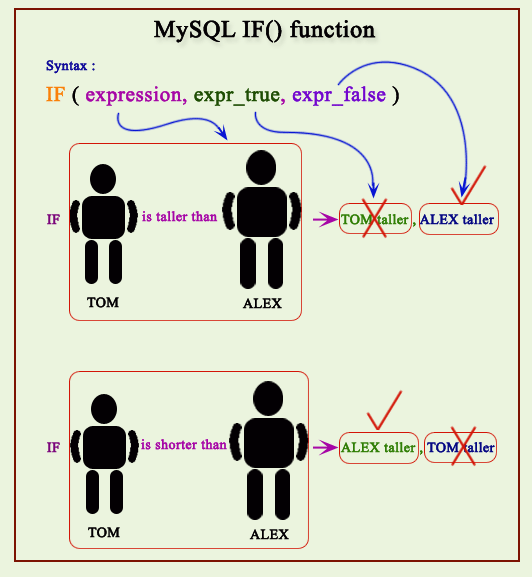 MySQL IF() function
Syntax :
IF ( expression, expr_true, expr_false )
IF
is taller than
TOM taller , ALEX taller
TOM
ALEX
IF
is shorter than
ALEX taller , TOM taller
TOM
ALEX